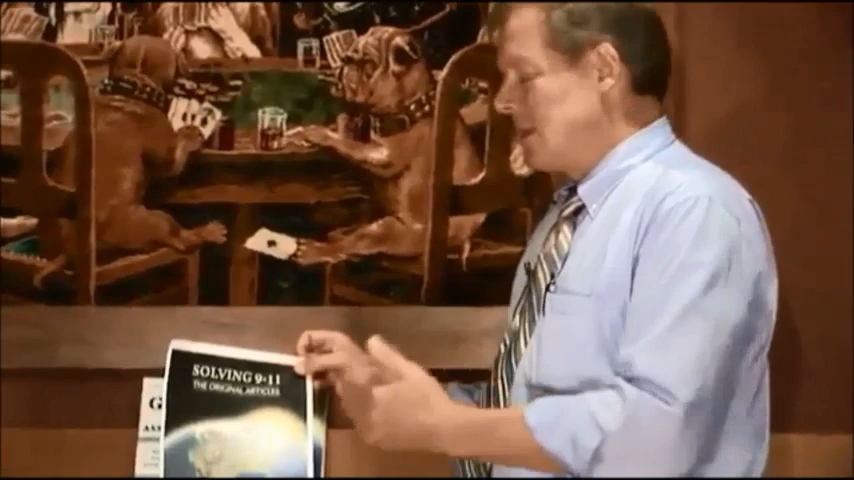 SOLVING 9-11
THE ORIGINAL ARTICLES
G